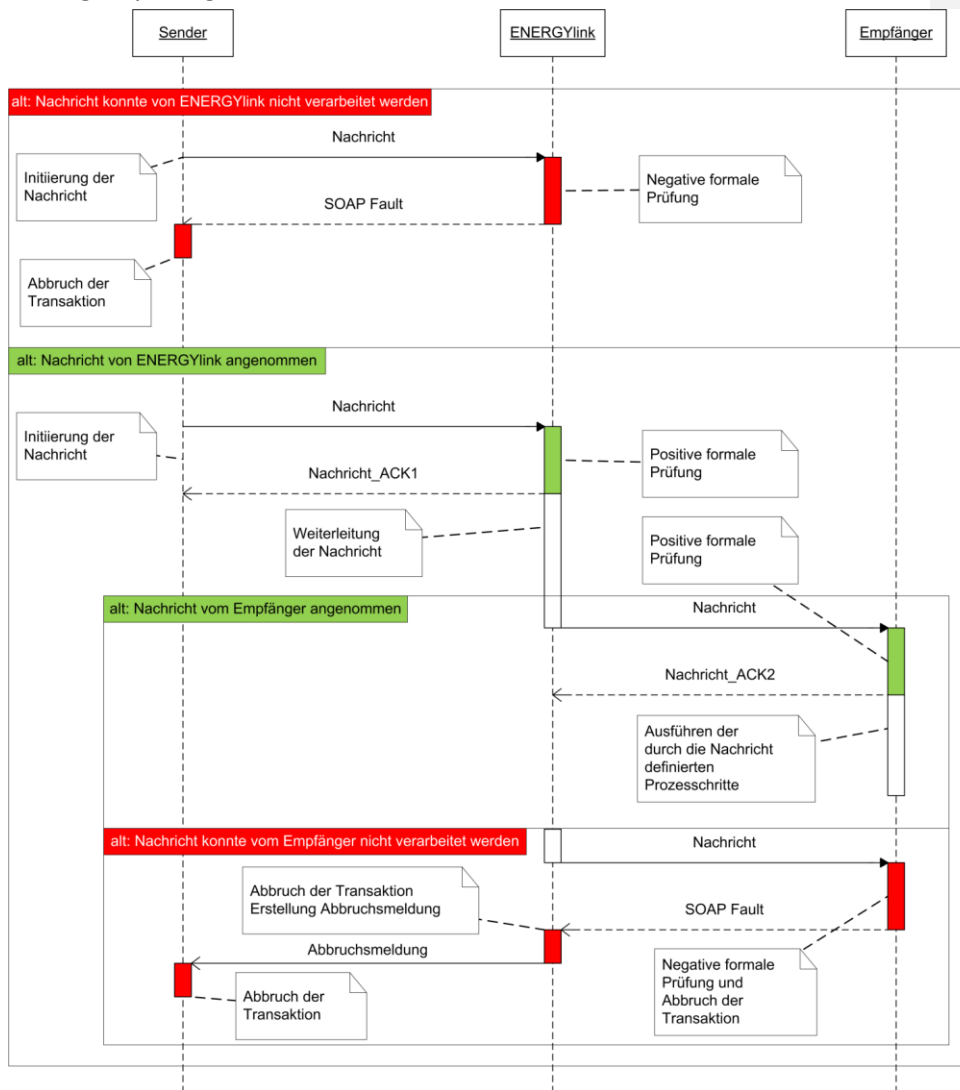 Sender
ENERGYlink
Empfänger
alt: Nachricht konnte von ENERGYlink nicht verarbeitet werden
Nachricht
Initiierung der
Nachricht
Negative formale
Prüfung
SOAP Fault
Abbruch der
Transaktion
alt: Nachricht von ENERGYlink angenommen
Nachricht
Initiierung der
Nachricht
Positive formale
Prüfung
Nachricht_ACK1
Weiterleitung
der Nachricht
Positive formale
Prüfung
alt: Nachricht vom Empfänger angenommen
Nachricht
Nachricht_ACK2
Ausführen der
durch die Nachricht
definierten
Prozesschritte
alt: Nachricht konnte vom Empfänger nicht verarbeitet werden
Nachricht
Abbruch der Transaktion
Erstellung Abbruchsmeldung
SOAP Fault
Abbruchsmeldung
Negative formale
Prüfung und
Abbruch der
Transaktion
Abbruch der
Transaktion